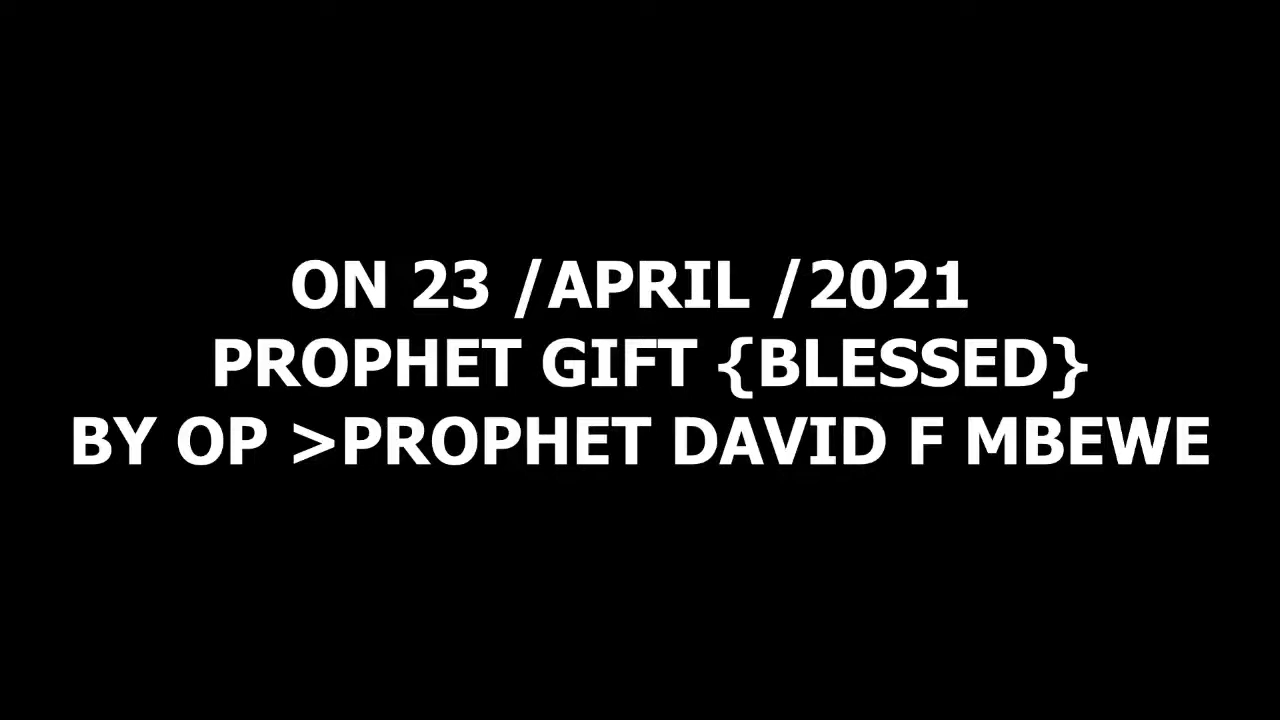 ON 23 /APRIL /2021
PROPHET GIFT {BLESSED}
BY OP >PROPHET DAVID F MBEWE